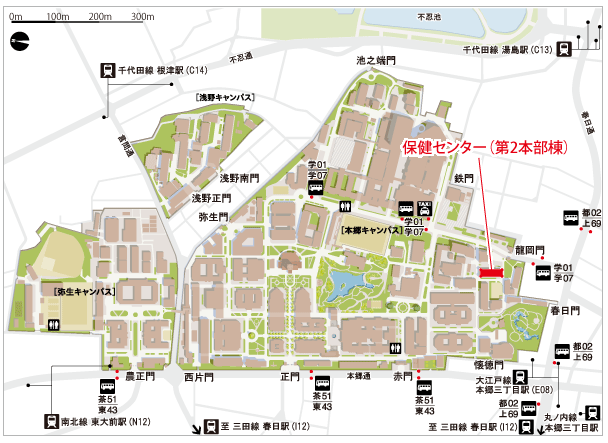 0m 100m 200m 300m
不忍池
千代田線 湯島駅(C13)
千代田線 根津駅(C14)
不忍通
池之端門
[浅野キャンパス]
春日通
言問通
保健センター(第2本部棟)
学01
学07
鉄門
浅野南門
浅野正門
TAXI
弥生門
学01
学07
[本郷キャンパス]
都02
上69
龍岡門
学01
学07
[弥生キャンパス]
春日門
都02
上69
懐徳門
農正門
西片門
正門
本郷通
赤門
大江戸線
本郷三丁目駅(E08)
茶51
東43
茶51
東43
茶51
東43
都02
上69
丸ノ内線
本郷三丁目駅
南北線 東大前駅(N12)
至 三田線 春日駅(I12)
至 三田線 春日駅(I12)